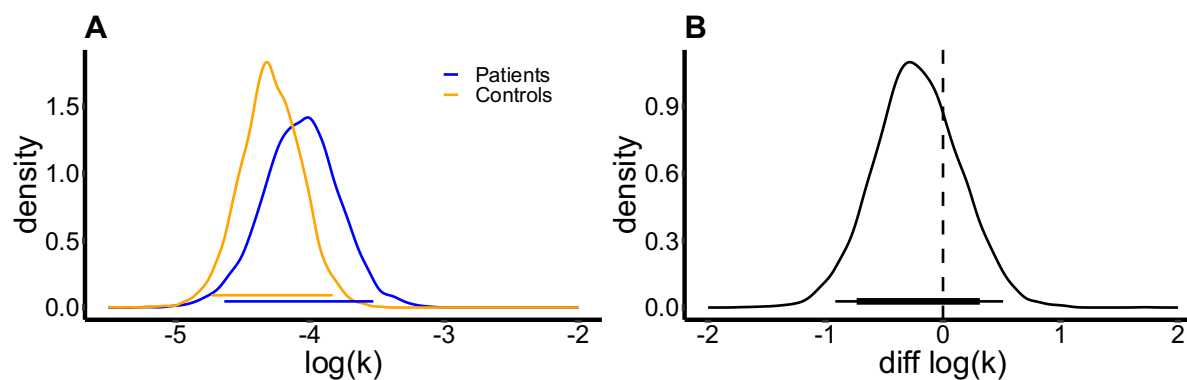 A
B
Patients
Controls
density
1.5
1.0
0.5
0.0
-5
-4
-3
-2
log(k)
density
0.9
0.6
0.3
0.0
-2
-1
0
1
2
diff log(k)